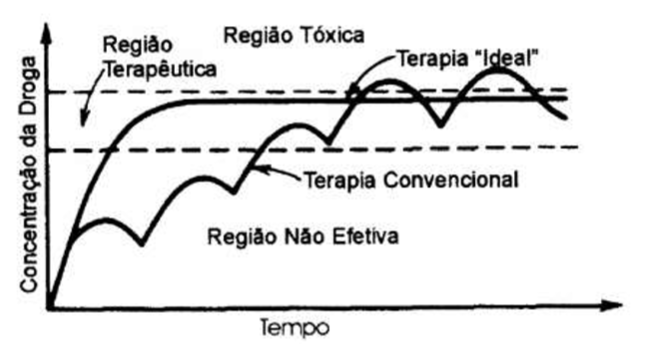 Região Tóxica
Região
Terapêutica
Terapia "Ideal"
Concentração da Droga
Terapia Convencional
Região Não Efetiva
Tempo